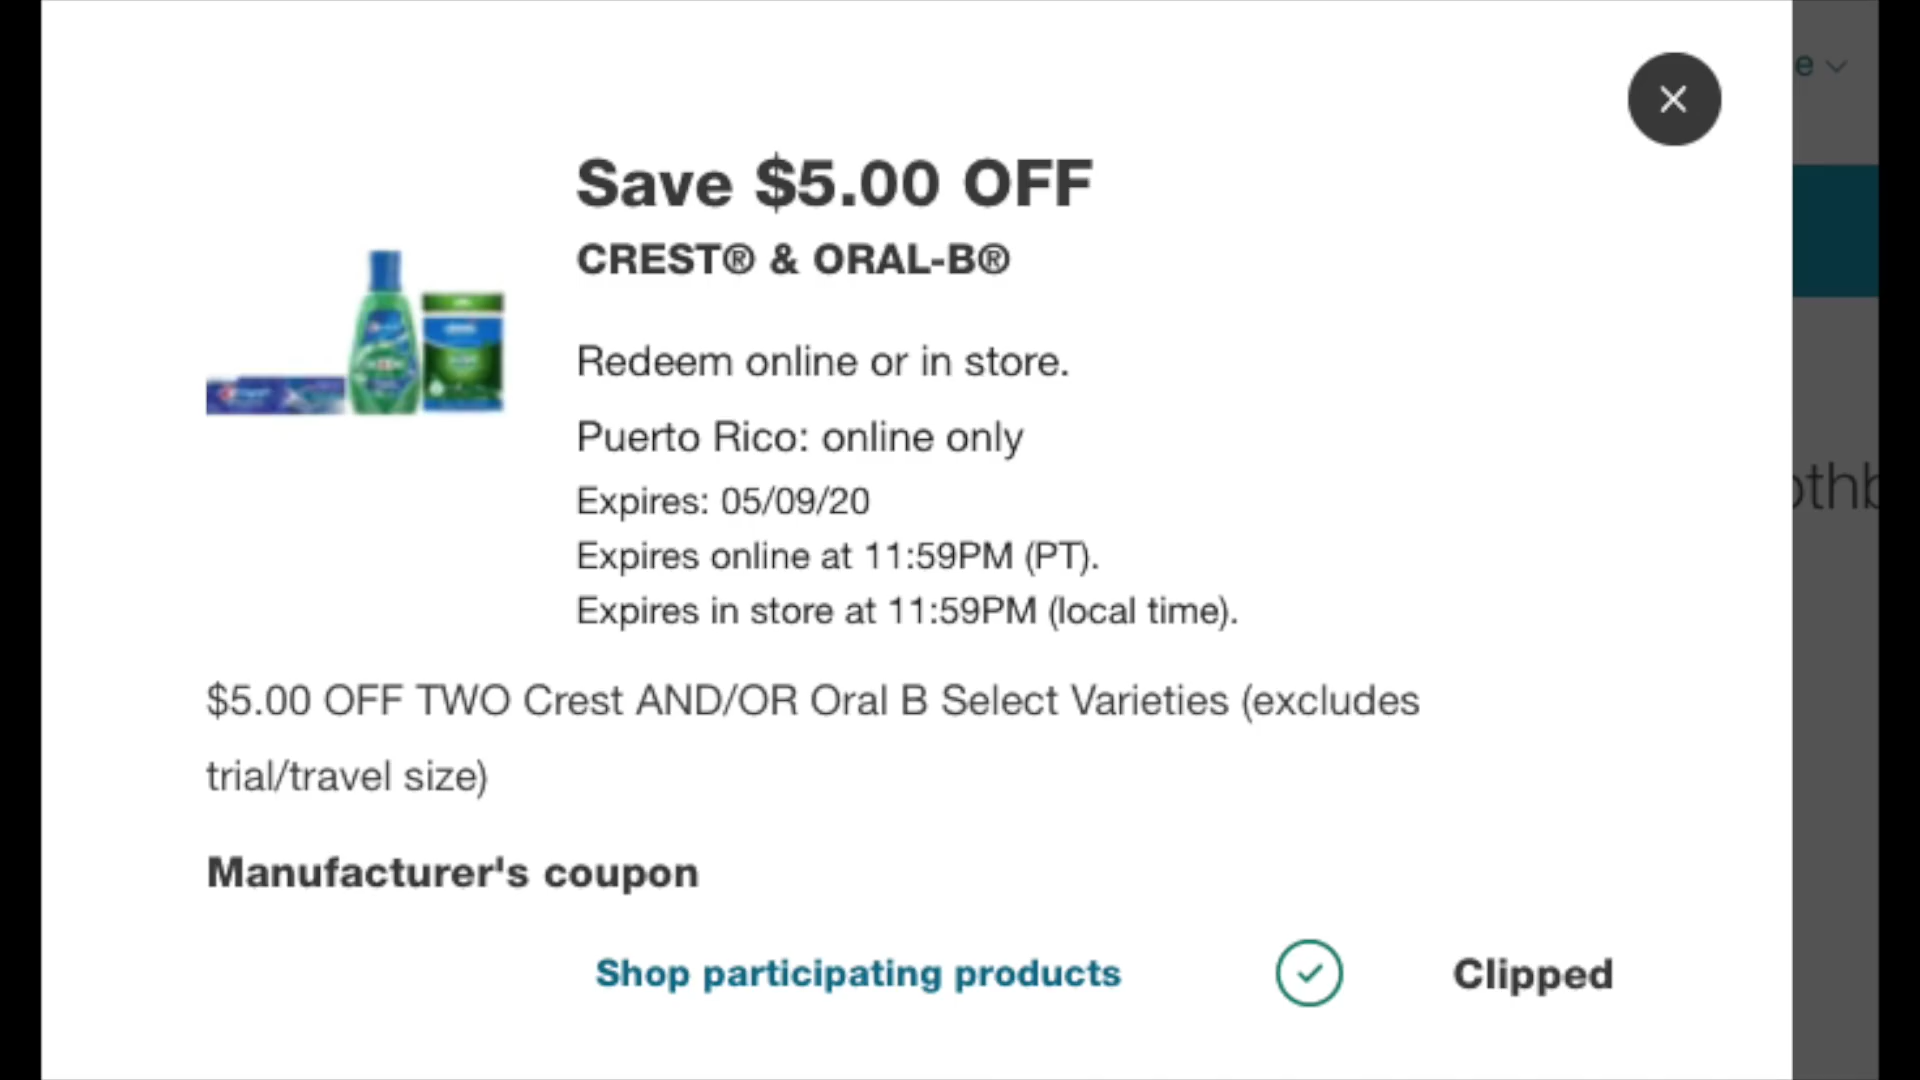 e
Save $5.00 OFF
CREST® & ORAL-B®
Redeem online or in store.
Puerto Rico: online only
othb
Expires: 05/09/20
Expires online at 11:59PM (PT).
Expires in store at 11:59PM (local time).
$5.00 OFF TWO Crest AND/OR Oral B Select Varieties (excludes
trial/travel size)
Manufacturer's coupon
Shop participating products
Clipped